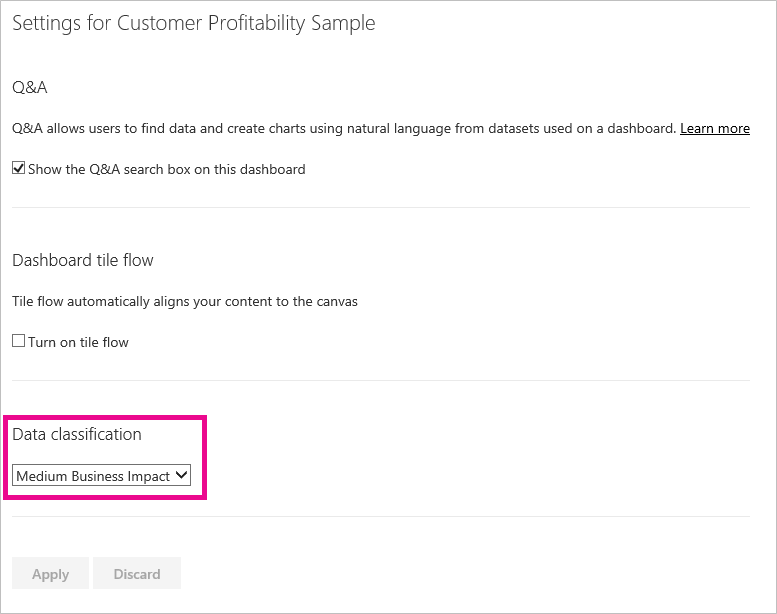 Settings for Customer Profitability Sample
Q&A
Q&A allows users to find data and create charts using natural language from datasets used on a dashboard. Learn more
Show the Q&A search box on this dashboard
Dashboard tile flow
Tile flow automatically aligns your content to the canvas
Turn on tile flow
Data classification
Medium Business Impact
Apply Discard